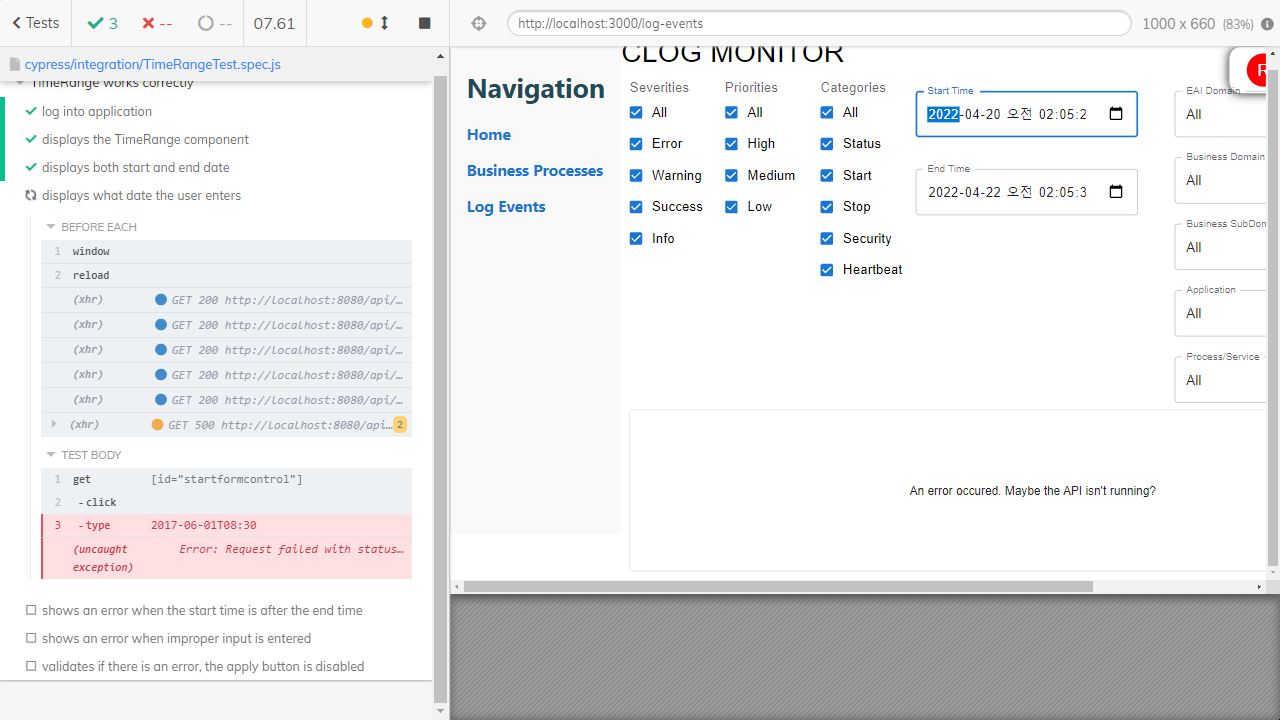 Tests
3
--
--
07.61
http://localhost:3000/log-events
1000 x 660 (83%)
cypress/integration/TimeRangeTest.spec.js
TimeRange works correctly
log into application
displays the TimeRange component
displays both start and end date
displays what date the user enters
BEFORE EACH
1 window
2 reload
(xhr) GET 200 http://localhost:8080/api/…
(xhr) GET 200 http://localhost:8080/api/…
(xhr) GET 200 http://localhost:8080/api/…
(xhr) GET 200 http://localhost:8080/api/…
(xhr) GET 200 http://localhost:8080/api/…
(xhr) GET 500 http://localhost:8080/api… 2
TEST BODY
1 get [id="startformcontrol"]
2 -click
3 -type 2017-06-01T08:30
(uncaught exception) Error: Request failed with status…
shows an error when the start time is after the end time
shows an error when improper input is entered
validates if there is an error, the apply button is disabled
CLOG MONITOR
R
Navigation
Home
Business Processes
Log Events
Severities
All
Error
Warning
Success
Info
Priorities
All
High
Medium
Low
Categories
All
Status
Start
Stop
Security
Heartbeat
Start Time
2022-04-20 오전 02:05:2
End Time
2022-04-22 오전 02:05:3
EAI Domain
All
Business Domain
All
Business SubDon
All
Application
All
Process/Service
All
An error occured. Maybe the API isn't running?